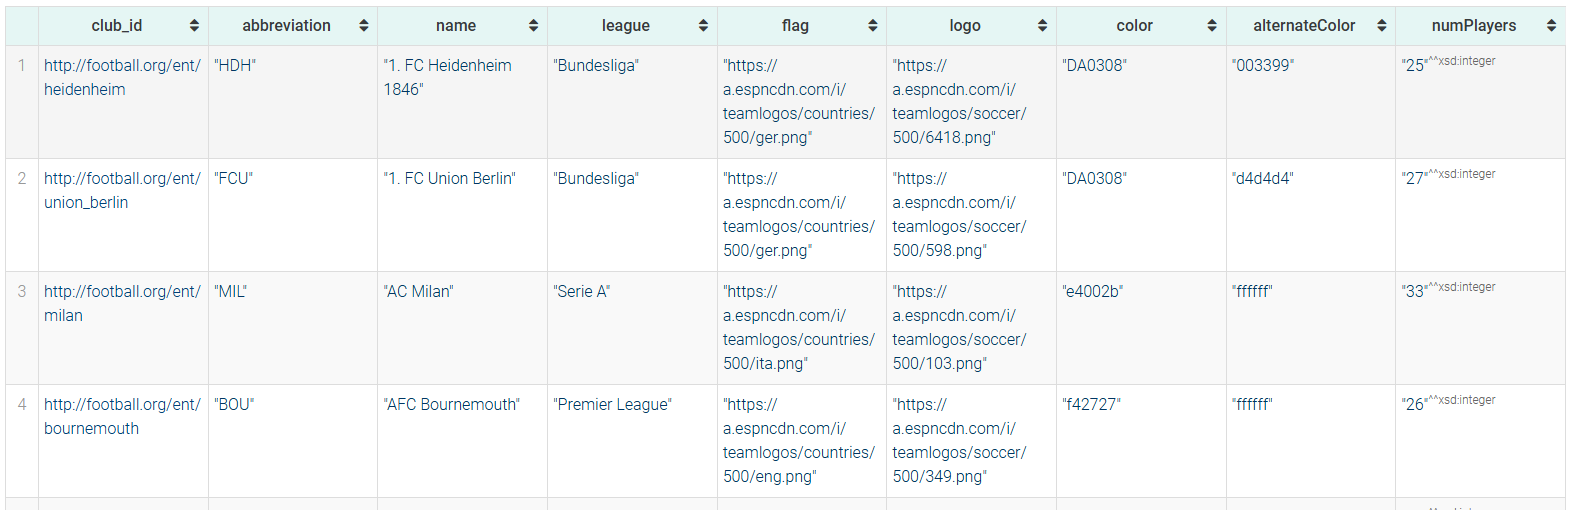 club_id abbreviation name league flag logo color alternateColor numPlayers
1 http://football.org/ent/ "HDH" "1. FC Heidenheim "Bundesliga" "https:// "https:// "DA0308" "003399" "25"^^xsd:integer
heidenheim 1846" a.espncdn.com/i/ a.espncdn.com/i/
teamlogos/countries/ teamlogos/soccer/
500/ger.png" 500/6418.png"
2 http://football.org/ent/ "FCU" "1. FC Union Berlin" "Bundesliga" "https:// "https:// "DA0308" "d4d4d4" "27"^^xsd:integer
union_berlin a.espncdn.com/i/ a.espncdn.com/i/
teamlogos/countries/ teamlogos/soccer/
500/ger.png" 500/598.png"
3 http://football.org/ent/ "MIL" "AC Milan" "Serie A" "https:// "https:// "e4002b" "ffffff" "33"^^xsd:integer
milan a.espncdn.com/i/ a.espncdn.com/i/
teamlogos/countries/ teamlogos/soccer/
500/ita.png" 500/103.png"
4 http://football.org/ent/ "BOU" "AFC Bournemouth" "Premier League" "https:// "https:// "f42727" "ffffff" "26"^^xsd:integer
bournemouth a.espncdn.com/i/ a.espncdn.com/i/
teamlogos/countries/ teamlogos/soccer/
500/eng.png" 500/349.png"